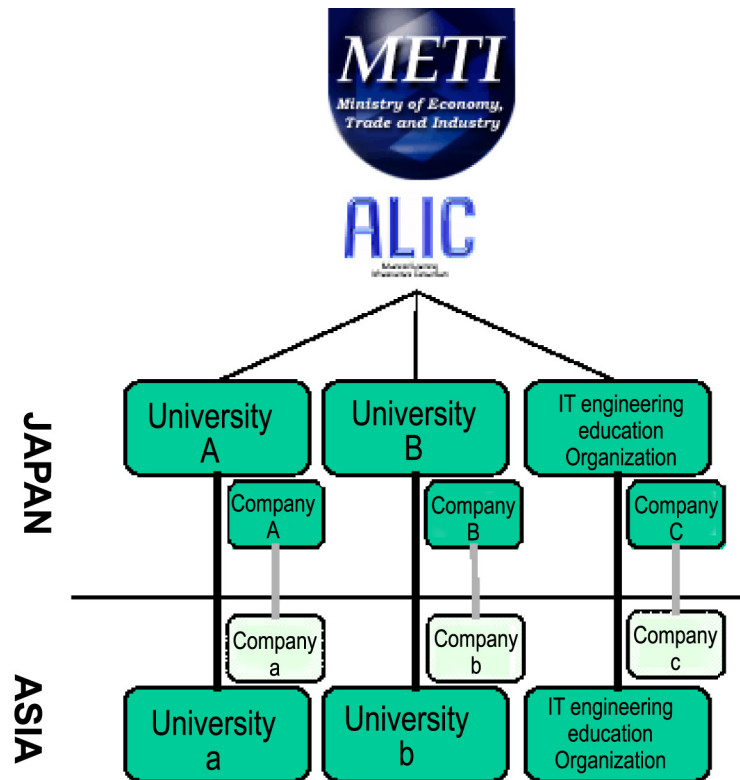 METI
Ministry of Economy,
Trade and Industry
ALIC
JAPAN
University
A
University
B
IT engineering
education
Organization
Company
A
Company
B
Company
C
ASIA
Company
a
Company
b
Company
c
University
a
University
b
IT engineering
education
Organization